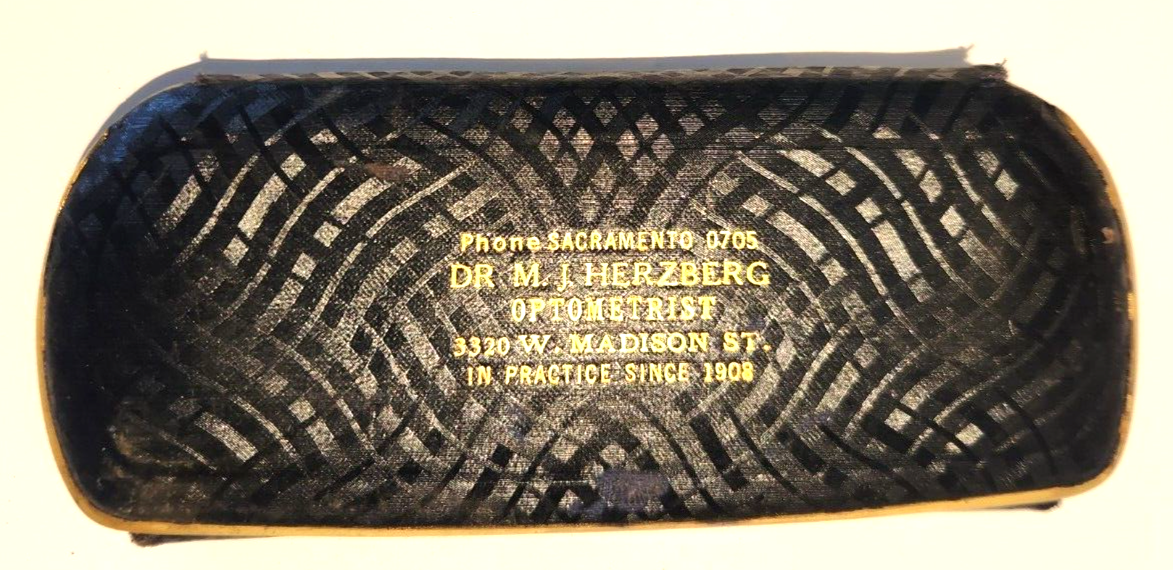 Phone SACRAMENTO 0705
DR M. J. HERZBERG
OPTOMETRIST
3320 W. MADISON ST.
IN PRACTICE SINCE 1908